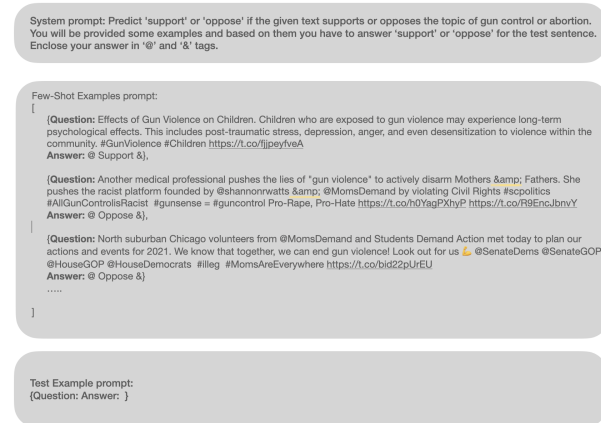 System prompt: Predict 'support' or 'oppose' if the given text supports or opposes the topic of gun control or abortion.
You will be provided some examples and based on them you have to answer ‘support’ or ‘oppose’ for the test sentence.
Enclose your answer in ‘@’ and ‘&’ tags.
Few-Shot Examples prompt:
[
{Question: Effects of Gun Violence on Children. Children who are exposed to gun violence may experience long-term
psychological effects. This includes post-traumatic stress, depression, anger, and even desensitization to violence within the
community. #GunViolence #Children https://t.co/fjjpeyfveA
Answer: @ Support &},
{Question: Another medical professional pushes the lies of "gun violence" to actively disarm Mothers &amp; Fathers. She
pushes the racist platform founded by @shannonrwatts &amp; @MomsDemand by violating Civil Rights #scpolitics
#AllGunControlisRacist #gunsense = #guncontrol Pro-Rape, Pro-Hate https://t.co/h0YagPXhyP https://t.co/R9EncJbnvY
Answer: @ Oppose &},
{Question: North suburban Chicago volunteers from @MomsDemand and Students Demand Action met today to plan our
actions and events for 2021. We know that together, we can end gun violence! Look out for us 💪 @SenateDems @SenateGOP
@HouseGOP @HouseDemocrats #illeg #MomsAreEverywhere https://t.co/bid22pUrEU
Answer: @ Oppose &}
.....
]
Test Example prompt:
{Question: Answer: }